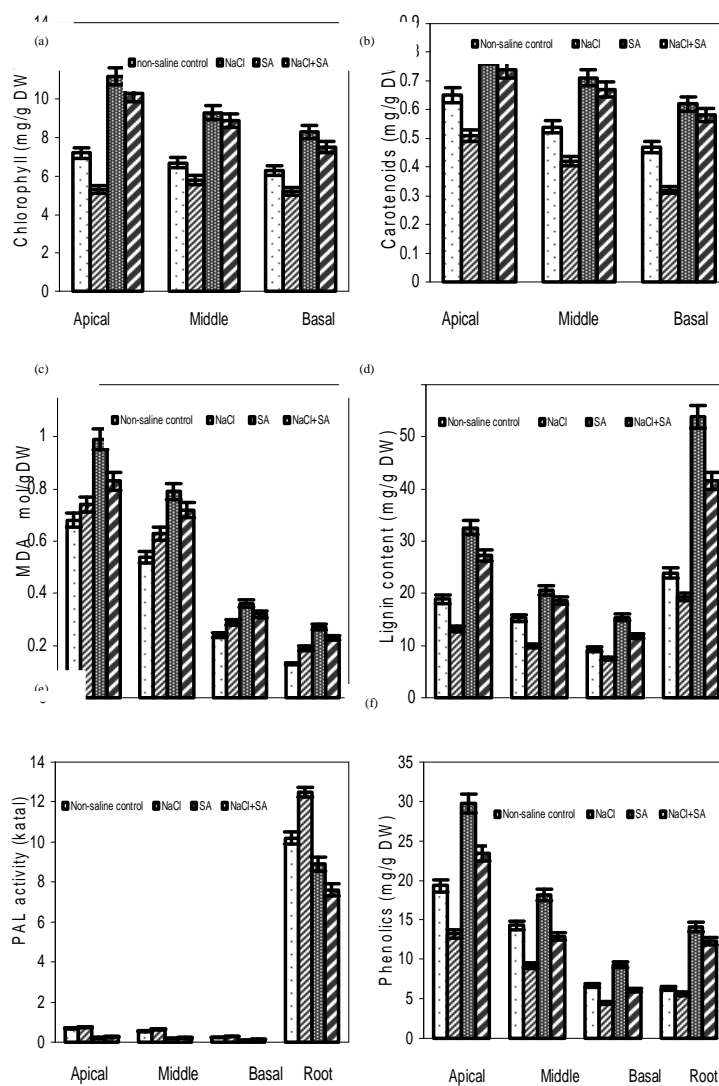 14
(a)
non-saline control NaCl SA NaCl+SA
10
8
6
4
2
0
Chlorophyll (mg/g DW)
Apical Middle Basal
0.9
(b)
Non-saline control NaCl SA NaCl+SA
0.7
0.6
0.5
0.4
0.3
0.2
0.1
0
Carotenoids (mg/g DW)
Apical Middle Basal
(c)
Non-saline control NaCl SA NaCl+SA
1
0.8
0.6
0.4
0.2
MDA mol/gDW
(d)
Non-saline control NaCl SA NaCl+SA
50
40
30
20
10
0
Lignin content (mg/g DW)
(e)
14
12
10
8
6
4
2
0
Non-saline control NaCl SA NaCl+SA
PAL activity (katal)
Apical Middle Basal Root
(f)
35
30
25
20
15
10
5
0
Non-saline control NaCl SA NaCl+SA
Phenolics (mg/g DW)
Apical Middle Basal Root